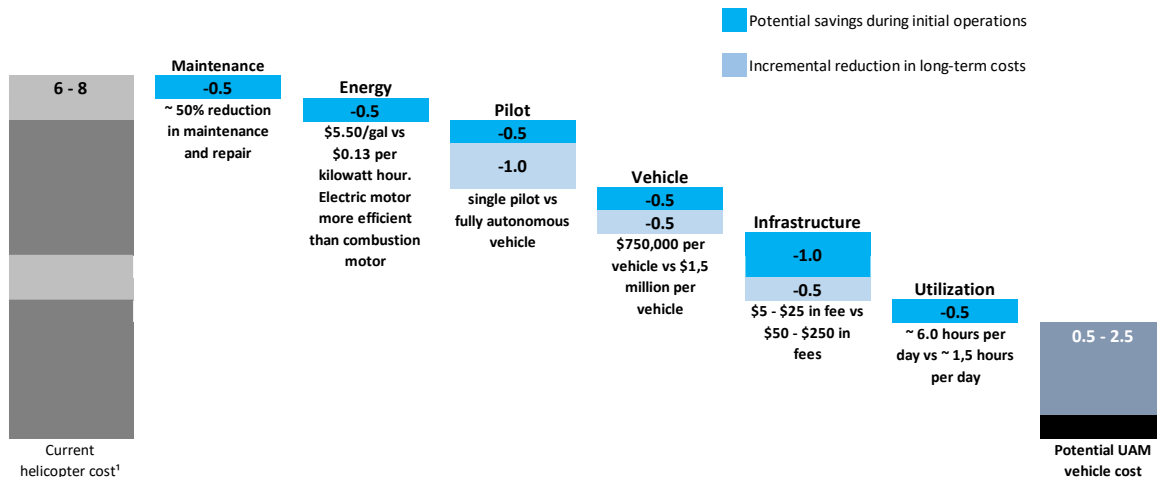 Potential savings during initial operations
Incremental reduction in long-term costs
6 - 8
Maintenance
-0.5
~ 50% reduction
in maintenance
and repair
Energy
-0.5
$5.50/gal vs
$0.13 per
kilowatt hour.
Electric motor
more efficient
than combustion
motor
Pilot
-0.5
-1.0
single pilot vs
fully autonomous
vehicle
Vehicle
-0.5
-0.5
$750,000 per
vehicle vs $1,5
million per
vehicle
Infrastructure
-1.0
-0.5
$5 - $25 in fee vs
$50 - $250 in
fees
Utilization
-0.5
~ 6.0 hours per
day vs ~ 1,5 hours
per day
0.5 - 2.5
Current
helicopter cost¹
Potential UAM
vehicle cost